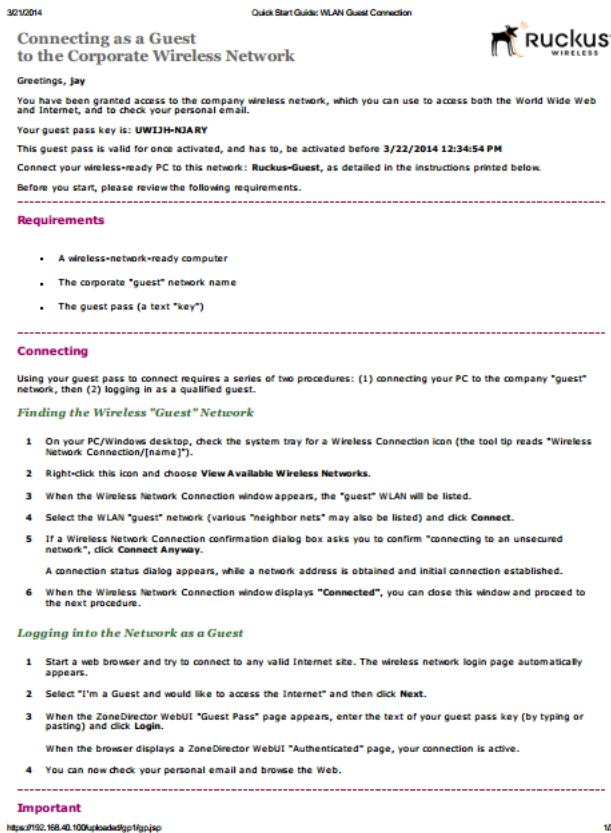 3/21/2014 Quick Start Guide: WLAN Guest Connection
Connecting as a Guest
to the Corporate Wireless Network
Ruckus
WIRELESS
Greetings, jay
You have been granted access to the company wireless network, which you can use to access both the World Wide Web
and Internet, and to check your personal email.
Your guest pass key is: UWIJH-NJARY
This guest pass is valid for once activated, and has to, be activated before 3/22/2014 12:34:54 PM
Connect your wireless-ready PC to this network: Ruckus-Guest, as detailed in the instructions printed below.
Before you start, please review the following requirements.
Requirements
• A wireless-network-ready computer
• The corporate "guest" network name
• The guest pass (a text "key")
Connecting
Using your guest pass to connect requires a series of two procedures: (1) connecting your PC to the company "guest"
network, then (2) logging in as a qualified guest.
Finding the Wireless "Guest" Network
1 On your PC/Windows desktop, check the system tray for a Wireless Connection icon (the tool tip reads "Wireless
Network Connection/[name]").
2 Right-click this icon and choose View Available Wireless Networks.
3 When the Wireless Network Connection window appears, the "guest" WLAN will be listed.
4 Select the WLAN "guest" network (various "neighbor nets" may also be listed) and click Connect.
5 If a Wireless Network Connection confirmation dialog box asks you to confirm "connecting to an unsecured
network", click Connect Anyway.
A connection status dialog appears, while a network address is obtained and initial connection established.
6 When the Wireless Network Connection window displays "Connected", you can close this window and proceed to
the next procedure.
Logging into the Network as a Guest
1 Start a web browser and try to connect to any valid Internet site. The wireless network login page automatically
appears.
2 Select "I'm a Guest and would like to access the Internet" and then click Next.
3 When the ZoneDirector WebUI "Guest Pass" page appears, enter the text of your guest pass key (by typing or
pasting) and click Login.
When the browser displays a ZoneDirector WebUI "Authenticated" page, your connection is active.
4 You can now check your personal email and browse the Web.
Important
https://192.168.40.100/uploaded/gp1/gp.jsp 1/